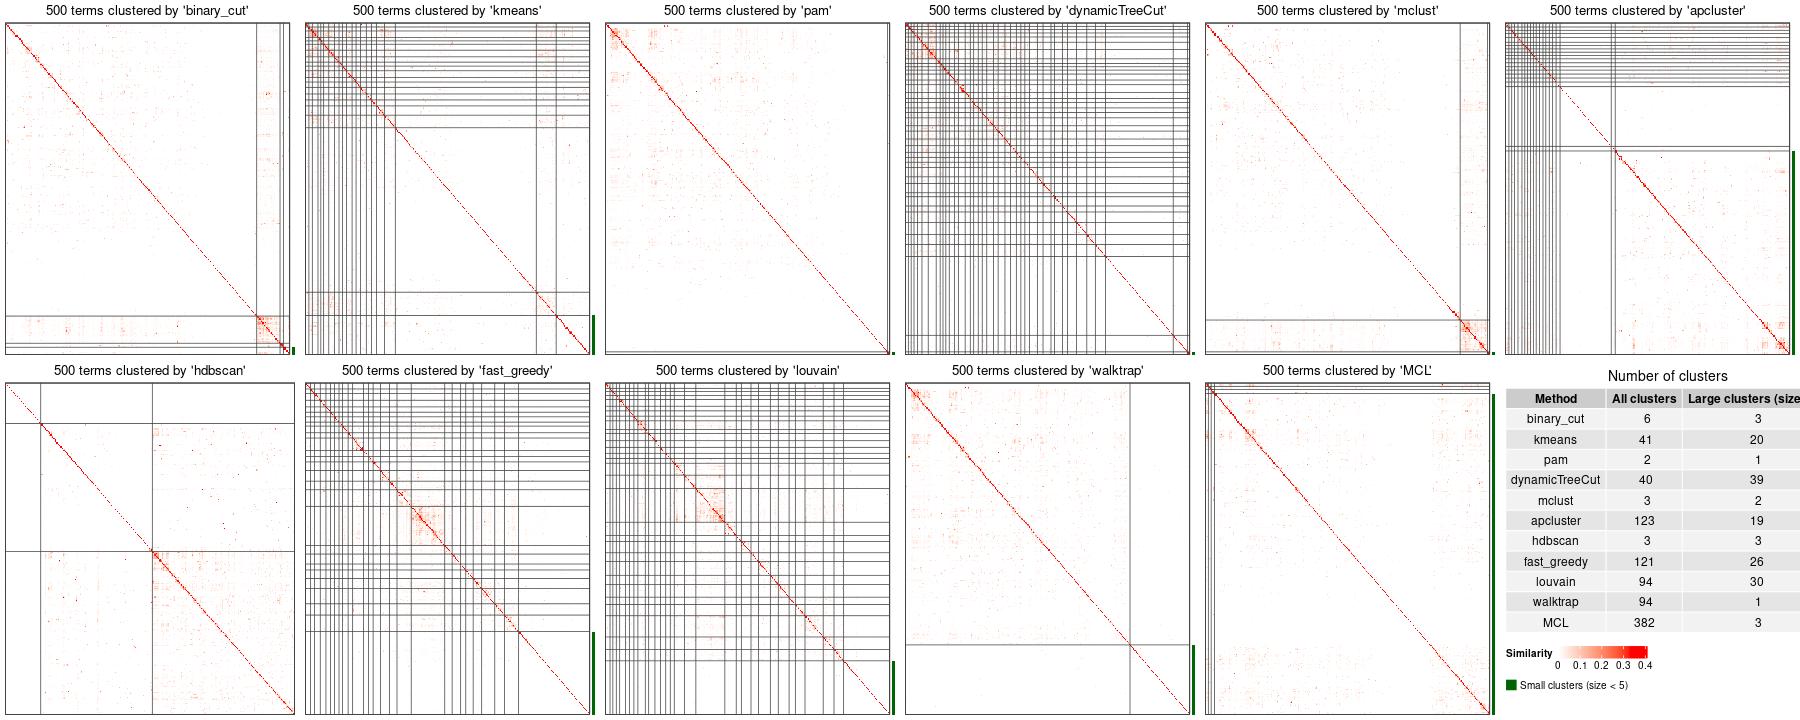 500 terms clustered by 'binary_cut'
500 terms clustered by 'kmeans'
500 terms clustered by 'pam'
500 terms clustered by 'dynamicTreeCut'
500 terms clustered by 'mclust'
500 terms clustered by 'apcluster'
500 terms clustered by 'hdbscan'
500 terms clustered by 'fast_greedy'
500 terms clustered by 'louvain'
500 terms clustered by 'walktrap'
500 terms clustered by 'MCL'
Number of clusters
Method All clusters Large clusters (size
binary_cut 6 3
kmeans 41 20
pam 2 1
dynamicTreeCut 40 39
mclust 3 2
apcluster 123 19
hdbscan 3 3
fast_greedy 121 26
louvain 94 30
walktrap 94 1
MCL 382 3
Similarity
0 0.1 0.2 0.3 0.4
Small clusters (size < 5)